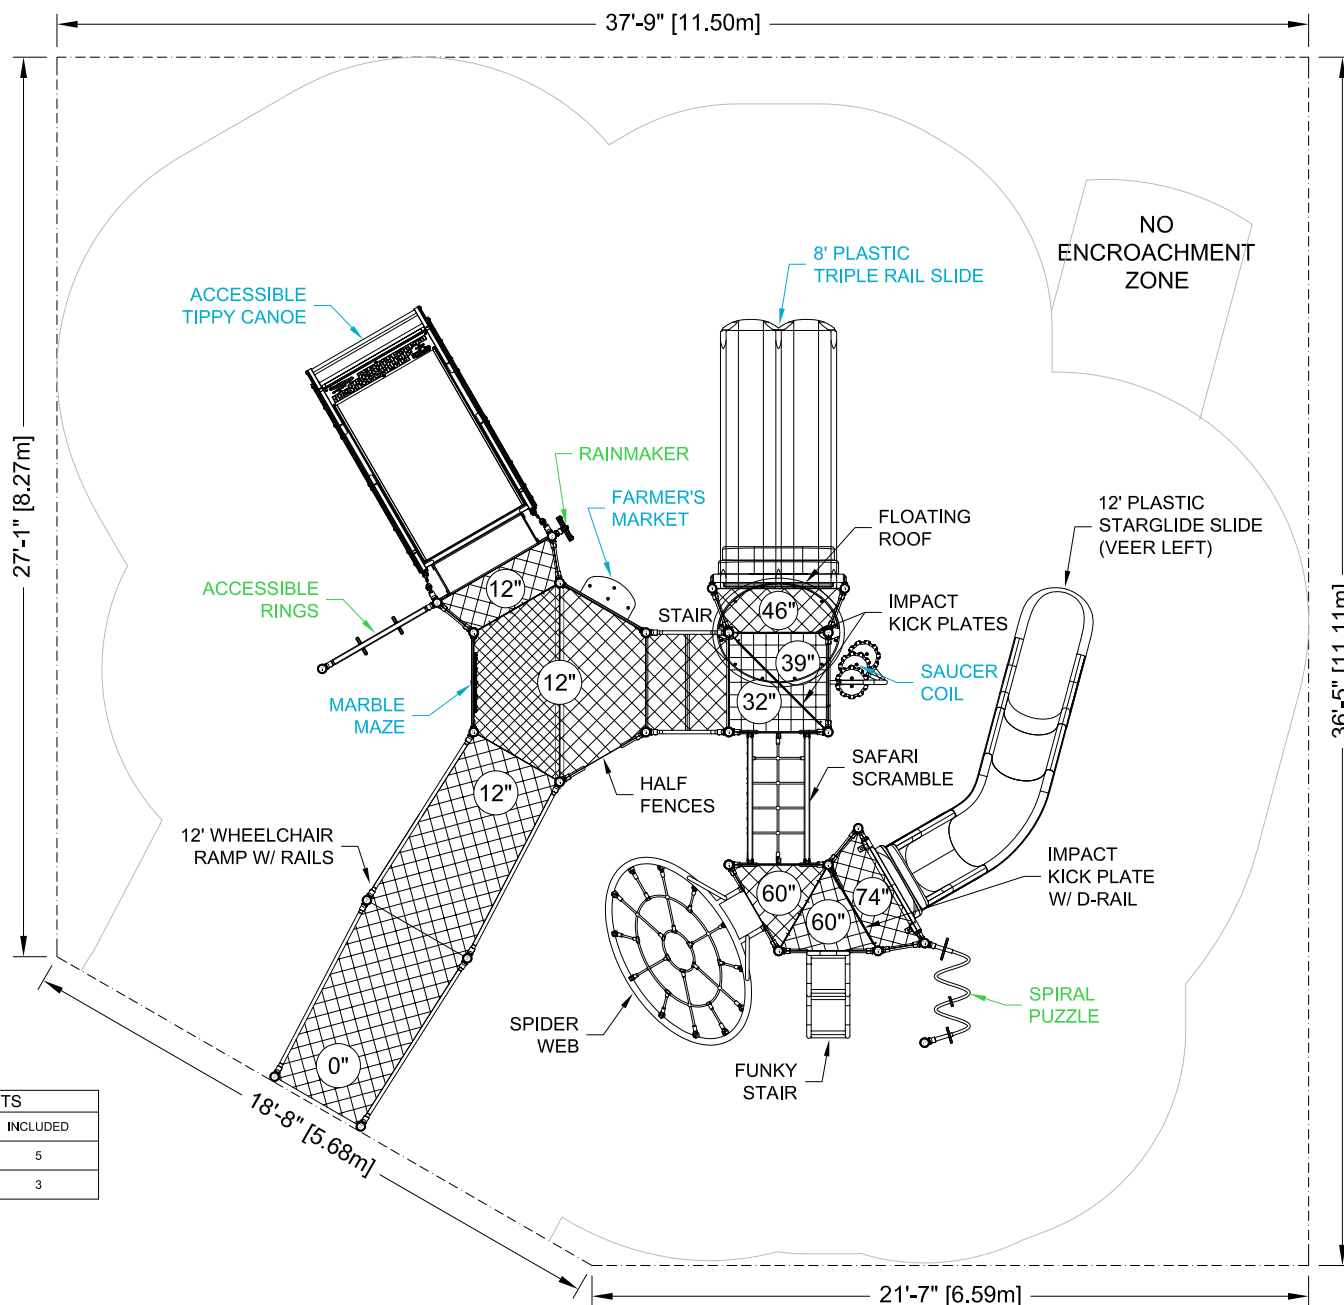 37'-9" [11.50m]
NO
ENCROACHMENT
ZONE
8' PLASTIC
TRIPLE RAIL SLIDE
ACCESSIBLE
TIPPY CANOE
27'-1" [8.27m]
RAINMAKER
FARMER'S
MARKET
FLOATING
ROOF
12' PLASTIC
STARGLIDE SLIDE
(VEER LEFT)
ACCESSIBLE
RINGS
12"
STAIR
46"
IMPACT
KICK PLATES
39"
12"
32"
SAUCER
COIL
MARBLE
MAZE
36'-5" [11.11m]
12"
HALF
FENCES
SAFARI
SCRAMBLE
12' WHEELCHAIR
RAMP W/ RAILS
IMPACT
KICK PLATE
W/ D-RAIL
60"
60"
74"
SPIDER
WEB
FUNKY
STAIR
SPIRAL
PUZZLE
0"
18'-8" [5.68m]
TS
INCLUDED
5
3
21'-7" [6.59m]